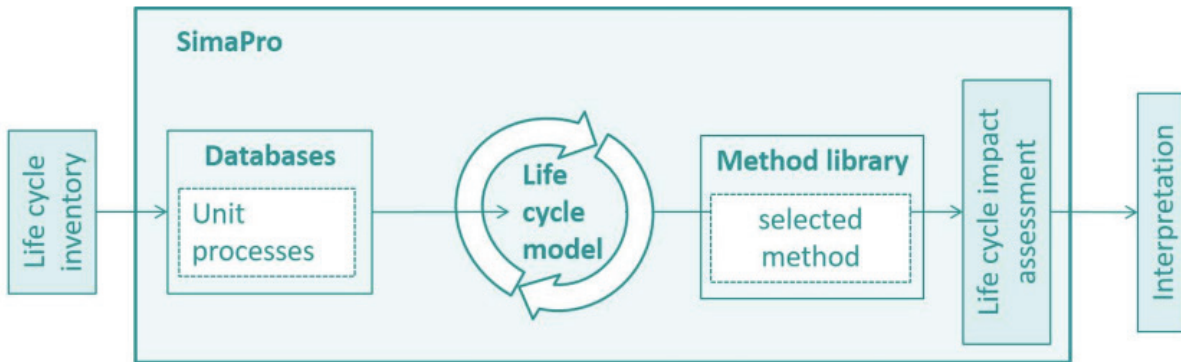 SimaPro
Life cycle
inventory
Databases
Unit
processes
Life
cycle
model
Method library
selected
method
Life cycle impact
assessment
Interpretation